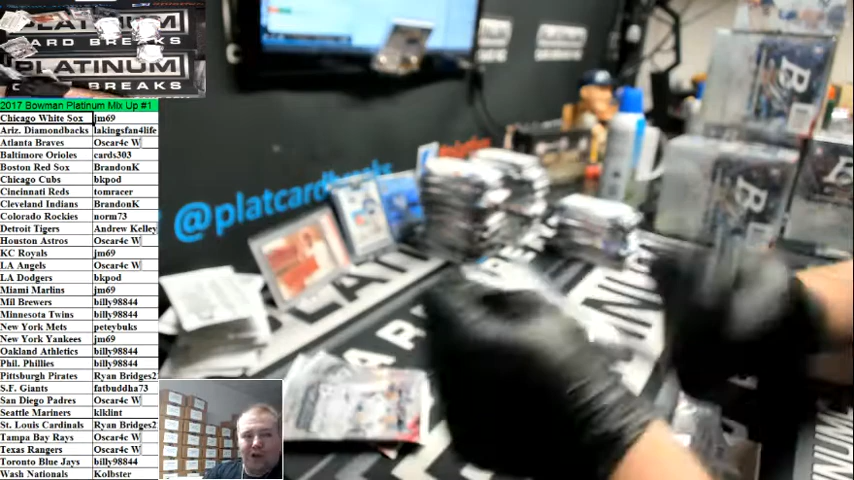 PLATINUM
CARD BREAKS
PLATINUM
BREAKS
2017 Bowman Platinum Mix Up #1
Chicago White Sox jm69
Ariz. Diamondbacks lakingsfan4life
Atlanta Braves Oscar4c W
Baltimore Orioles cards303
Boston Red Sox BrandonK
Chicago Cubs bkpod
Cincinnati Reds tomracer
Cleveland Indians BrandonK
Colorado Rockies norm73
Detroit Tigers Andrew Kelley
Houston Astros Oscar4c W
KC Royals jm69
LA Angels Oscar4c W
LA Dodgers bkpod
Miami Marlins jm69
Mil Brewers billy98844
Minnesota Twins billy98844
New York Mets peteybuks
New York Yankees jm69
Oakland Athletics billy98844
Phil. Phillies billy98844
Pittsburgh Pirates Ryan Bridges2
S.F. Giants fatbuddha73
San Diego Padres Oscar4c W
Seattle Mariners klklint
St. Louis Cardinals Ryan Bridges2
Tampa Bay Rays Oscar4c W
Texas Rangers Oscar4c W
Toronto Blue Jays billy98844
Wash Nationals Kolbster
@platcardbreaks